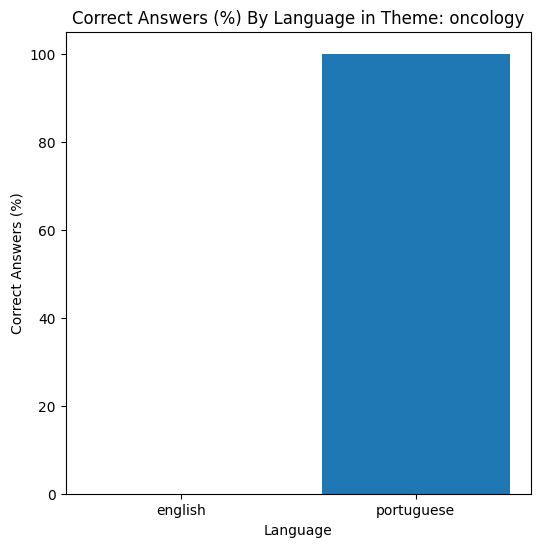 Correct Answers (%) By Language in Theme: oncology
100
80
60
40
20
0
Correct Answers (%)
english
portuguese
Language